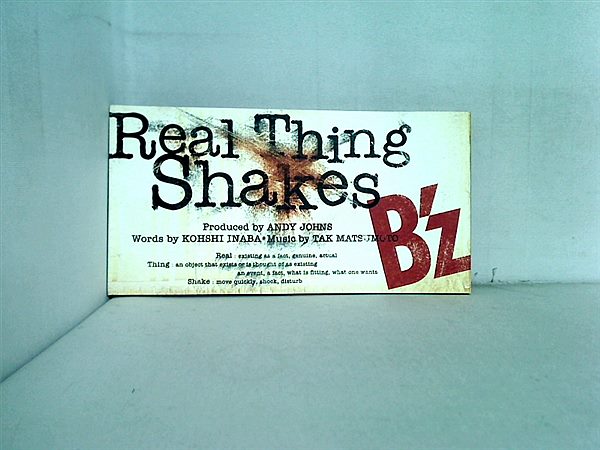 Real Thing
Shakes
Produced by ANDY JOHNS
Words by KOHSHI INABA • Music by TAK MATSUMOTO
B'z
Real : existing as a fact, genuine, actual
Thing : an object that exists or is thought of as existing
an event, a fact, what is fitting, what one wants
Shake : move quickly, shock, disturb